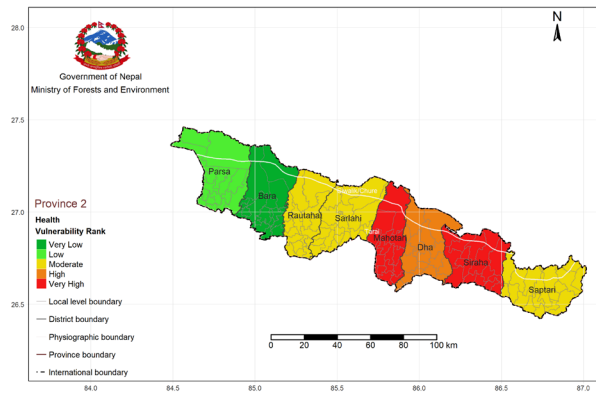 28.0
N
Government of Nepal
Ministry of Forests and Environment
27.5
Parsa
Bara
27.0
Rautahat
Sarlahi
Mahottari
Dha
Siraha
Saptari
26.5
Province 2
Health
Vulnerability Rank
Very Low
Low
Moderate
High
Very High
Local level boundary
District boundary
Physiographic boundary
Province boundary
International boundary
0 20 40 60 80 100 km
84.0 84.5 85.0 85.5 86.0 86.5 87.0